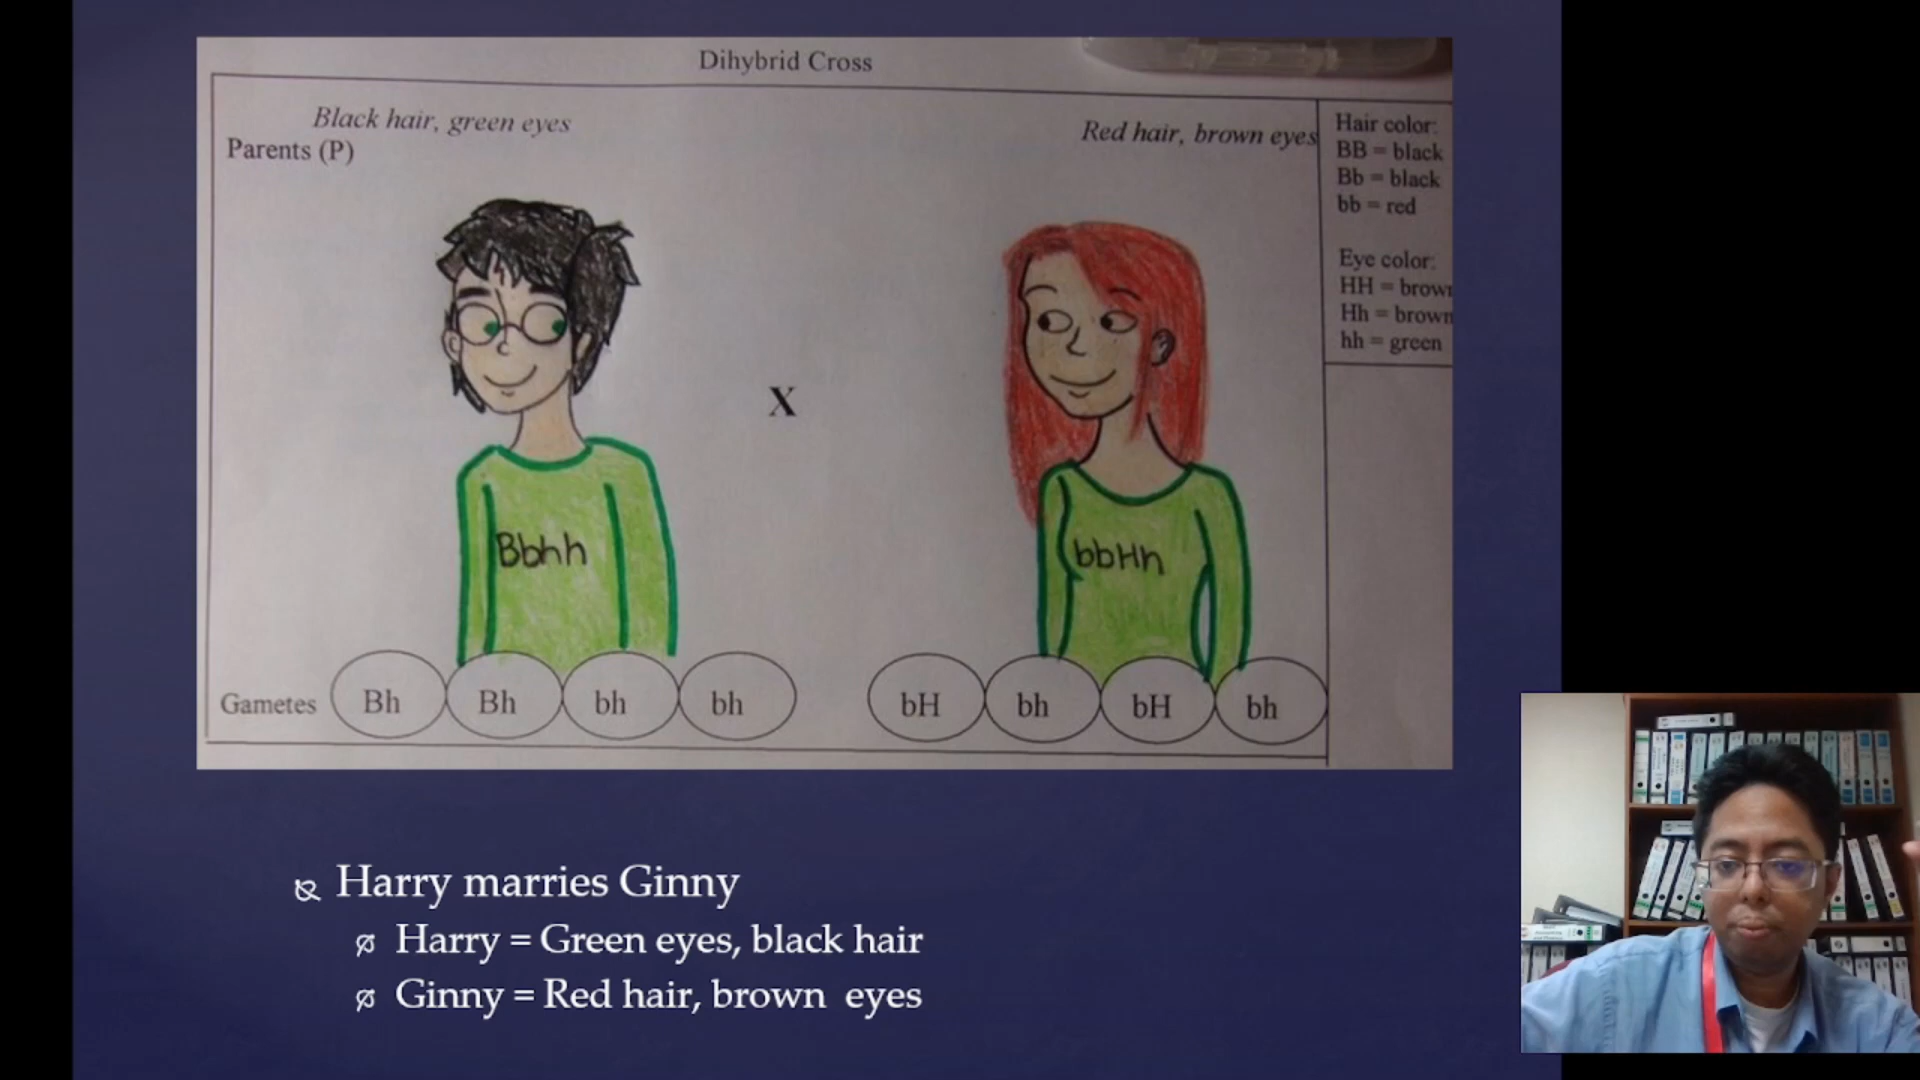 Dihybrid Cross
Black hair, green eyes
Red hair, brown eyes
Parents (P)
Hair color:
BB = black
Bb = black
bb = red
Eye color:
HH = brown
Hh = brown
hh = green
X
Bbhh
bbHh
Gametes Bh Bh bh bh bH bh bH bh
Harry marries Ginny
Harry = Green eyes, black hair
Ginny = Red hair, brown eyes